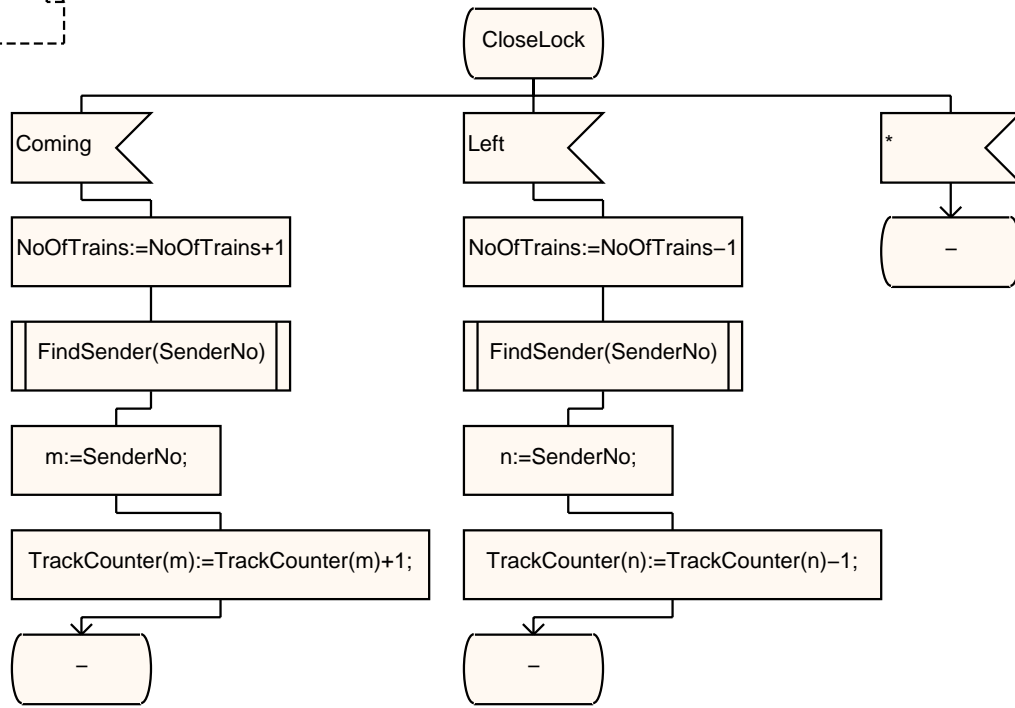 CloseLock
Coming
Left
*
NoOfTrains:=NoOfTrains+1
NoOfTrains:=NoOfTrains−1
–
FindSender(SenderNo)
FindSender(SenderNo)
m:=SenderNo;
n:=SenderNo;
TrackCounter(m):=TrackCounter(m)+1;
TrackCounter(n):=TrackCounter(n)−1;
–
–